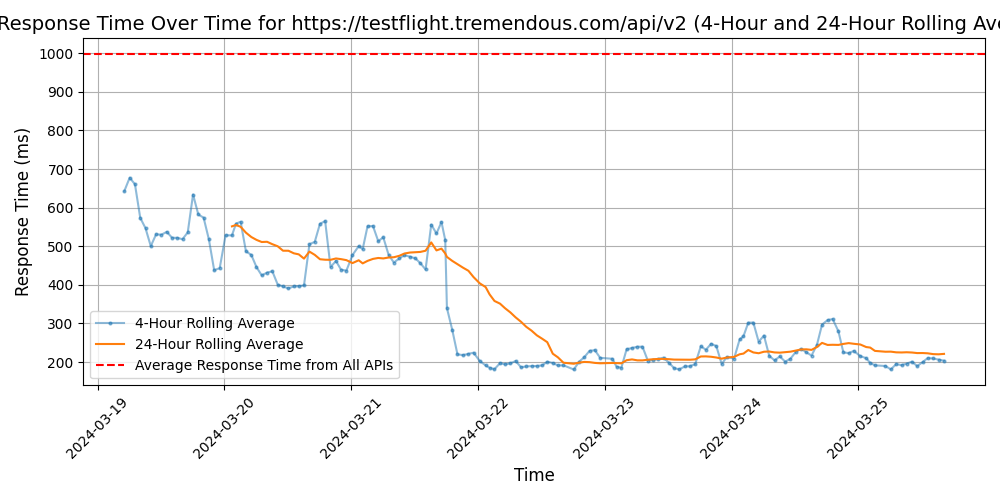 Response Time Over Time for https://testflight.tremendous.com/api/v2 (4-Hour and 24-Hour Rolling Ave
1000
900
800
700
600
500
400
300
200
Response Time (ms)
4-Hour Rolling Average
24-Hour Rolling Average
Average Response Time from All APIs
2024-03-19
2024-03-20
2024-03-21
2024-03-22
2024-03-23
2024-03-24
2024-03-25
Time